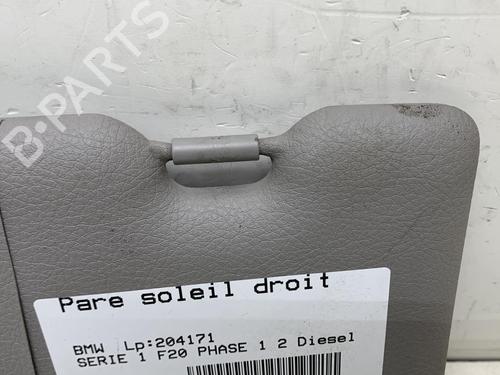 B-PARTS
Pare soleil droit
BMW Lp:204171
SERIE 1 F20 PHASE 1 2 Diesel